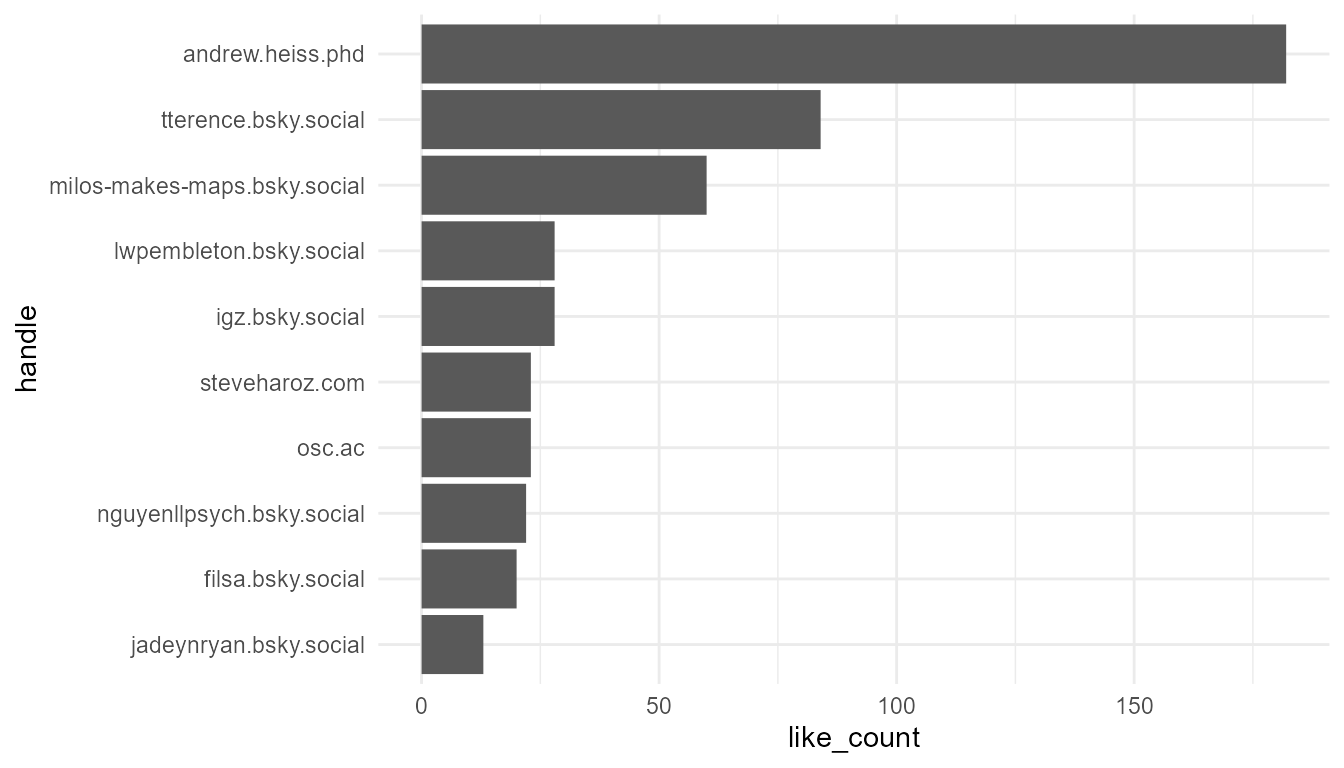 andrew.heiss.phd
tterence.bsky.social
milos-makes-maps.bsky.social
lwpembleton.bsky.social
igz.bsky.social
steveharoz.com
osc.ac
nguyenllpsych.bsky.social
filsa.bsky.social
jadeynryan.bsky.social
handle
0 50 100 150
like_count